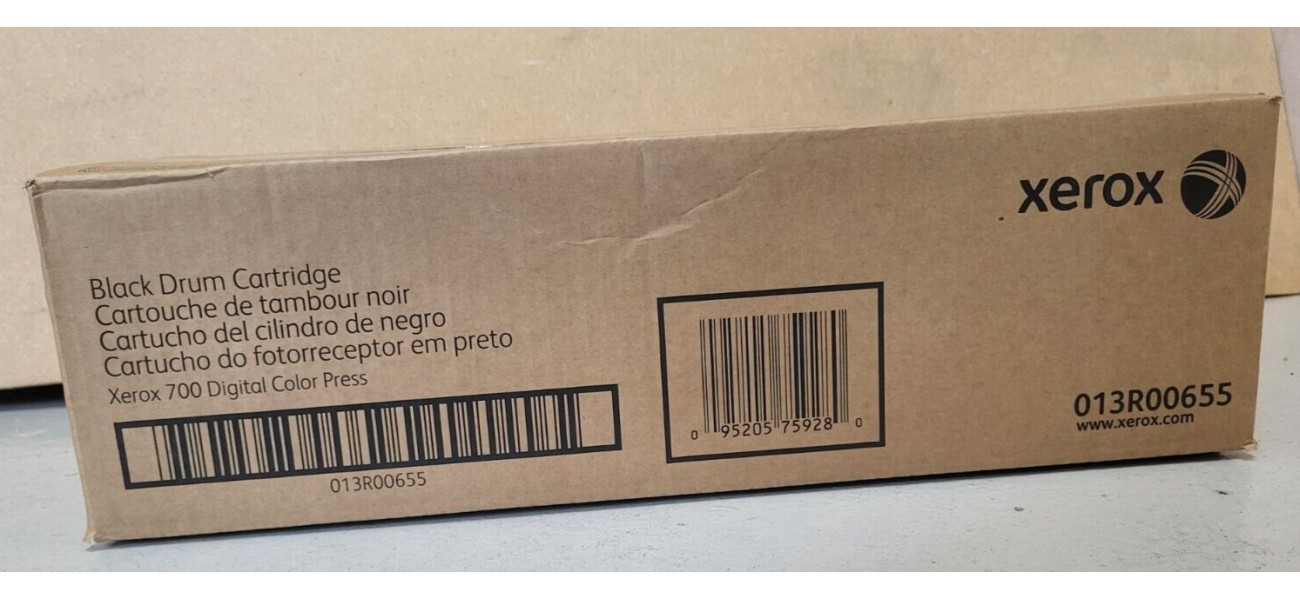 xerox
Black Drum Cartridge
Cartouche de tambour noir
Cartucho del cilindro de negro
Cartucho do fotorreceptor em preto
Xerox 700 Digital Color Press
013R00655
0 95205 75928 0
013R00655
www.xerox.com